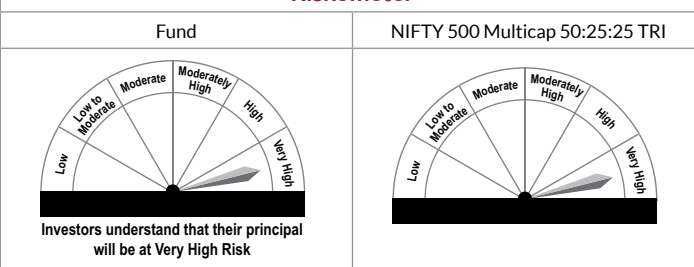 Riskometer
Fund
NIFTY 500 Multicap 50:25:25 TRI
Low
Low to
Moderate
Moderate
Moderately
High
High
Very High
Investors understand that their principal
will be at Very High Risk
Low
Low to
Moderate
Moderate
Moderately
High
High
Very High